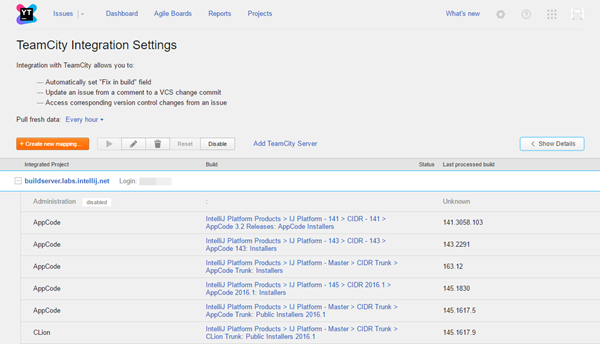 YT
Issues
Dashboard
Agile Boards
Reports
Projects
What's new
TeamCity Integration Settings
Integration with TeamCity allows you to:
— Automatically set "Fix in build" field
— Update an issue from a comment to a VCS change commit
— Access corresponding version control changes from an issue
Pull fresh data: Every hour
+ Create new mapping...
Reset
Disable
Add TeamCity Server
Show Details
Integrated Project Build Status Last processed build
buildserver.labs.intellij.net Login:
Administration disabled : Unknown
AppCode IntelliJ Platform Products > IJ Platform - 141 > CIDR - 141 > 141.3058.103
AppCode 3.2 Releases: AppCode Installers
AppCode IntelliJ Platform Products > IJ Platform - 143 > CIDR - 143 > 143.2291
AppCode 143: Installers
AppCode IntelliJ Platform Products > IJ Platform - Master > CIDR Trunk > 163.12
AppCode Trunk: Installers
AppCode IntelliJ Platform Products > IJ Platform - 145 > CIDR 2016.1 > 145.1830
AppCode 2016.1: Installers
AppCode IntelliJ Platform Products > IJ Platform - Master > CIDR Trunk > 145.1617.5
AppCode Trunk: Public Installers 2016.1
CLion IntelliJ Platform Products > IJ Platform - Master > CIDR Trunk > 145.1617.9
CLion Trunk: Public Installers 2016.1